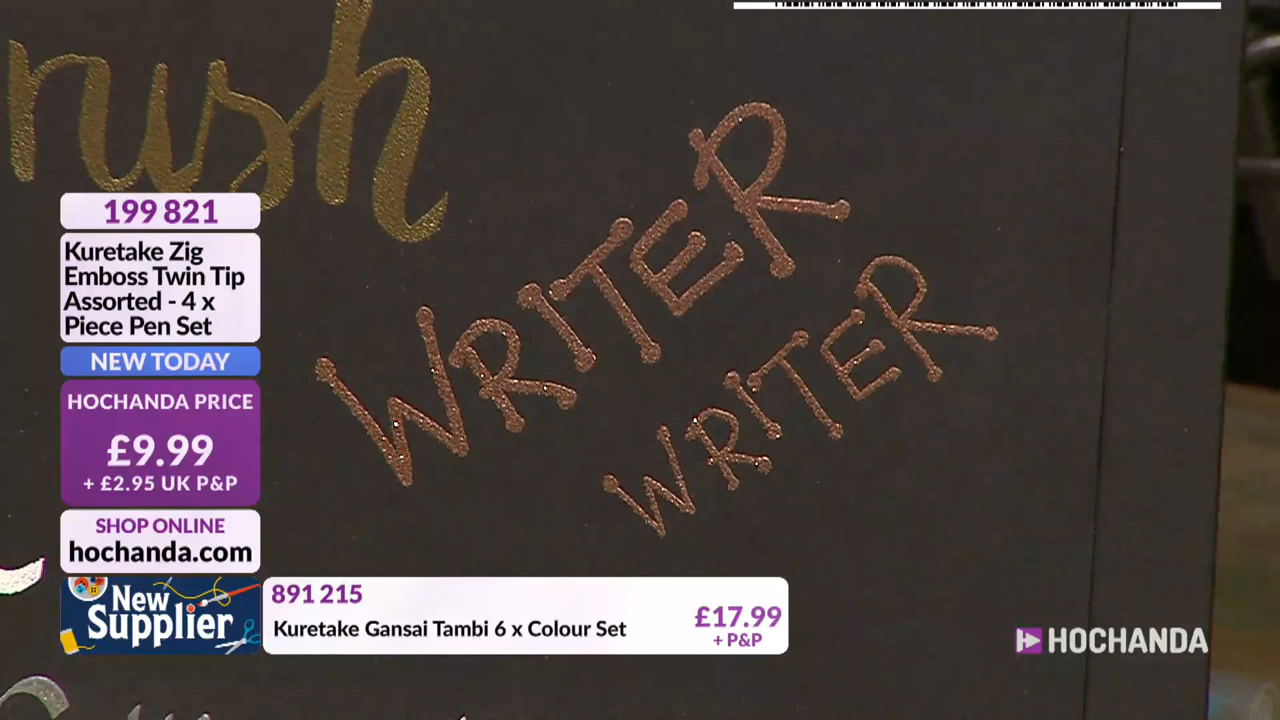 rush
WRITER
WRITER
199 821
Kuretake Zig
Emboss Twin Tip
Assorted - 4 x
Piece Pen Set
NEW TODAY
HOCHANDA PRICE
£9.99
+ £2.95 UK P&P
SHOP ONLINE
hochanda.com
New
Supplier
891 215
Kuretake Gansai Tambi 6 x Colour Set
£17.99
+ P&P
HOCHANDA